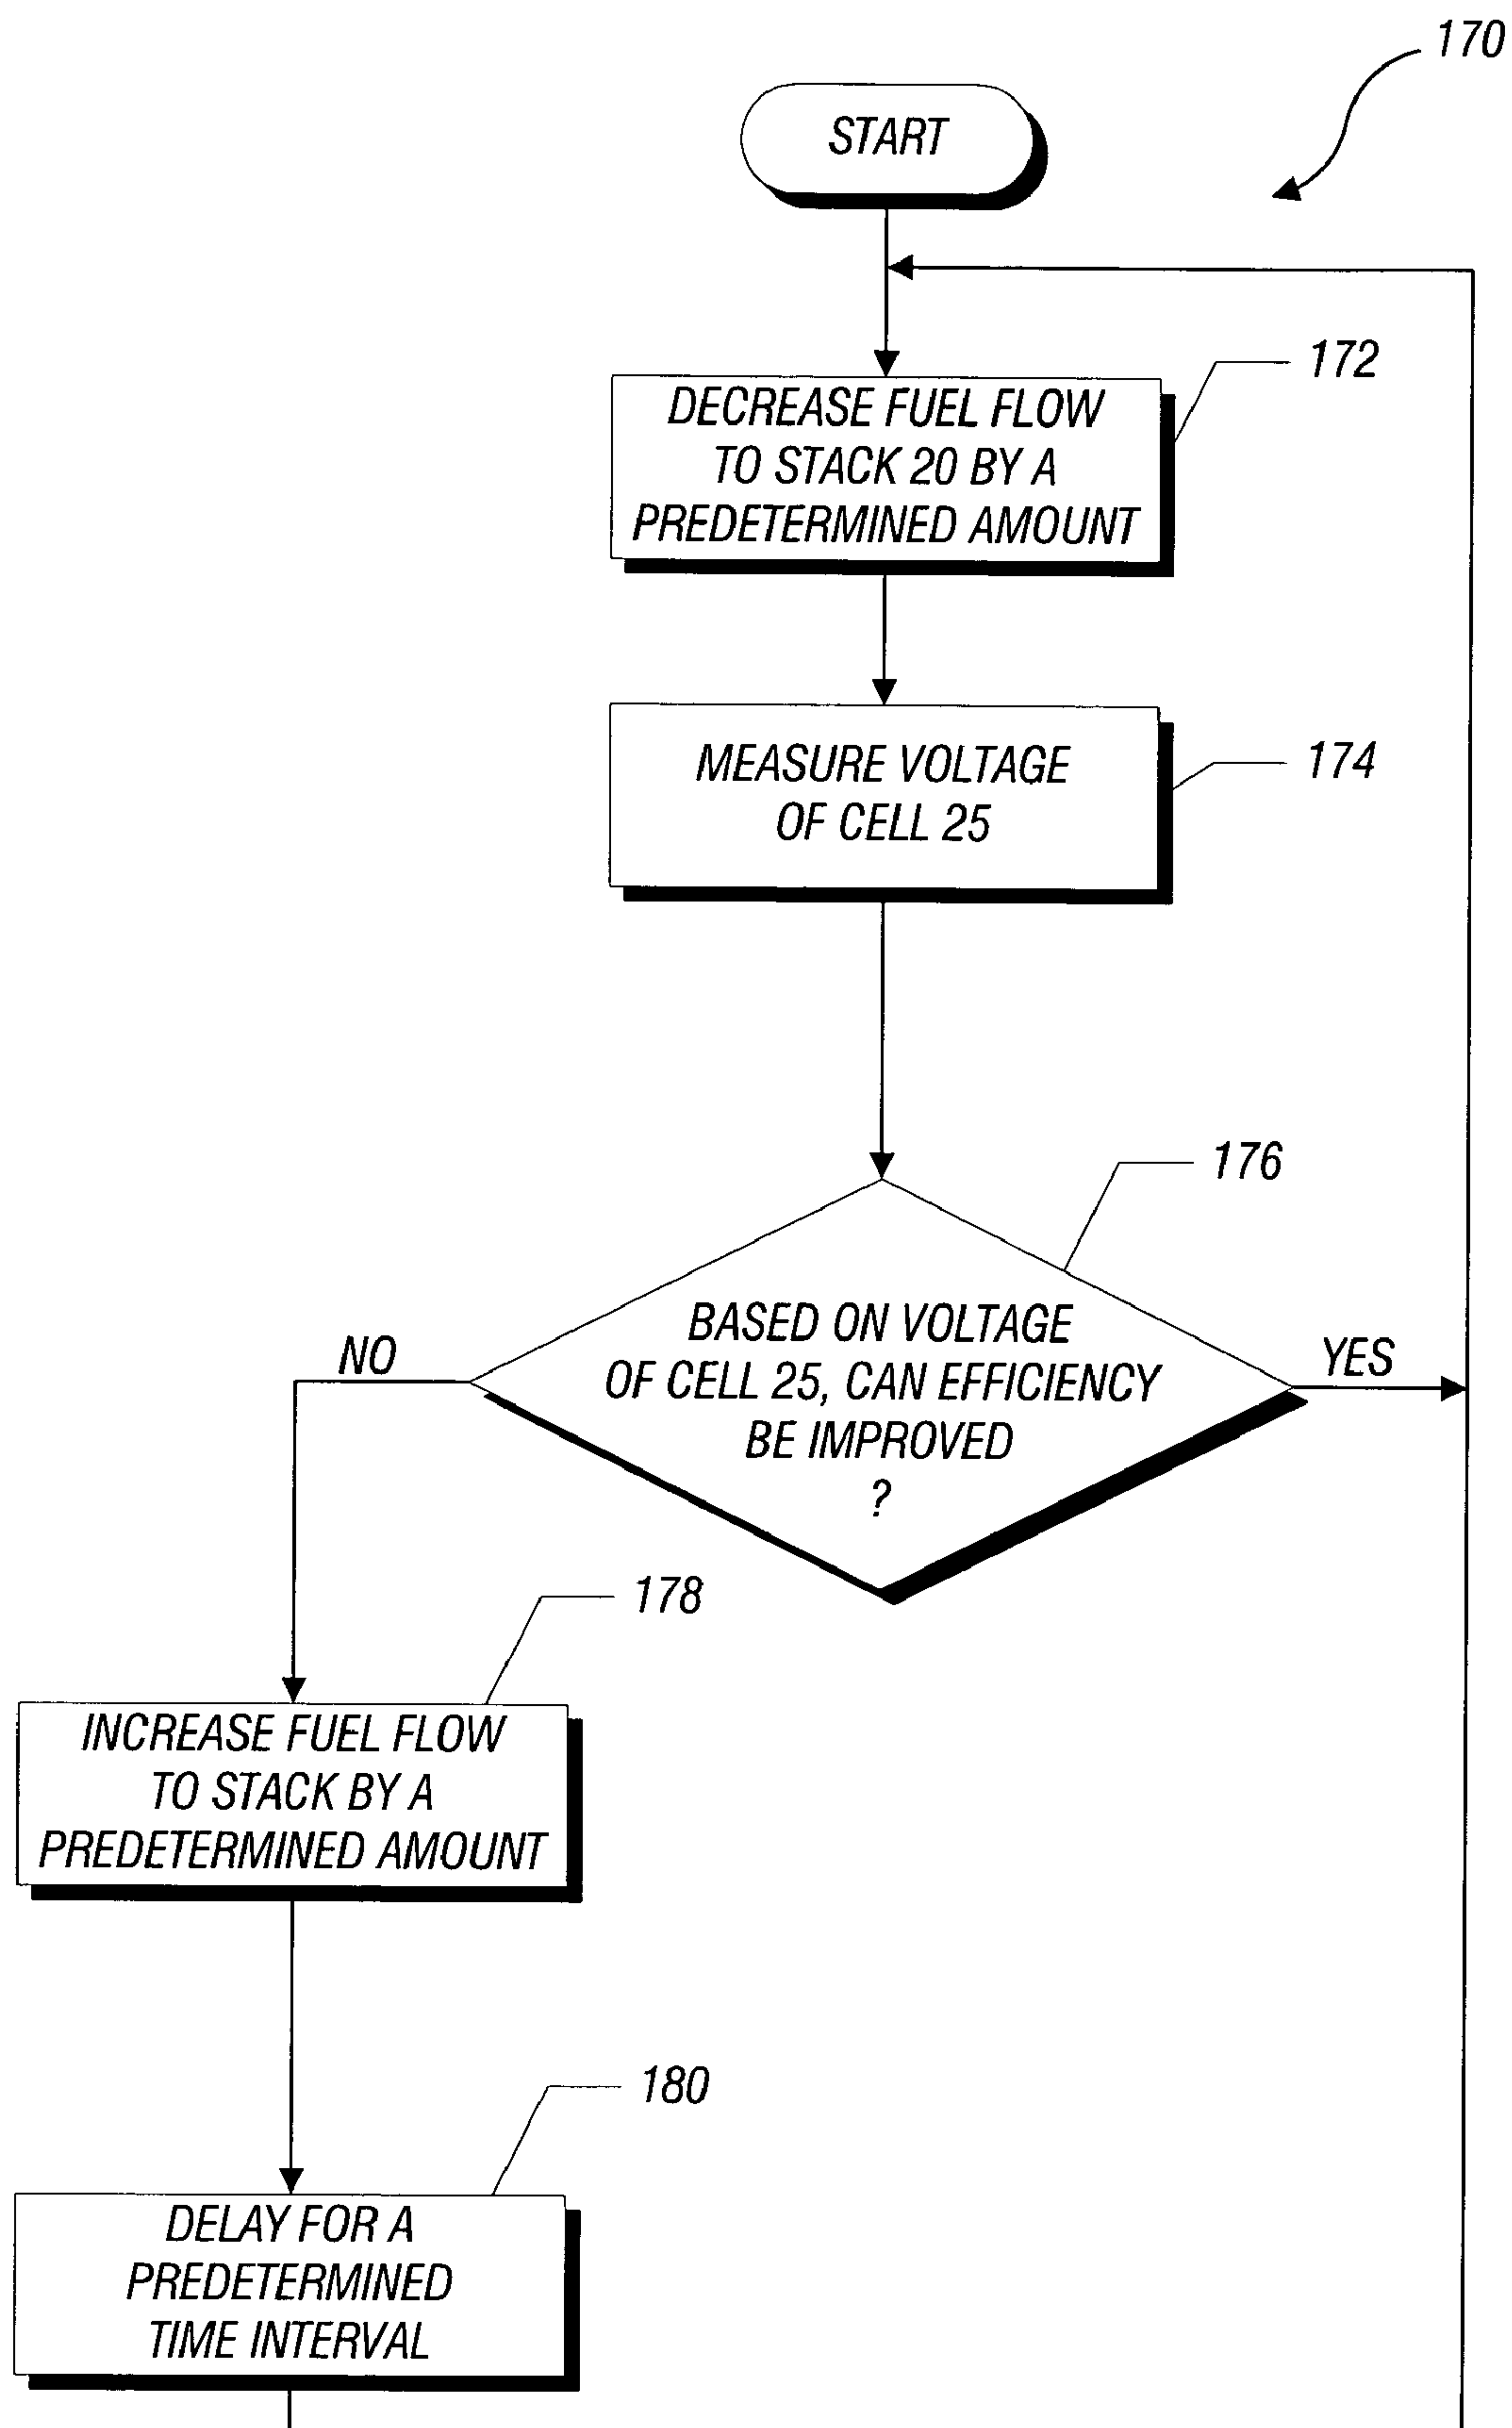 170
START
172
DECREASE FUEL FLOW
TO STACK 20 BY A
PREDETERMINED AMOUNT
174
MEASURE VOLTAGE
OF CELL 25
176
BASED ON VOLTAGE
OF CELL 25, CAN EFFICIENCY
BE IMPROVED
?
NO
YES
178
INCREASE FUEL FLOW
TO STACK BY A
PREDETERMINED AMOUNT
180
DELAY FOR A
PREDETERMINED
TIME INTERVAL